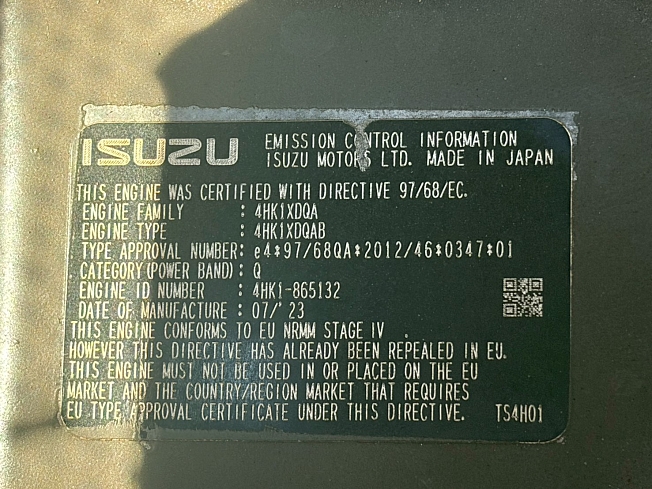 ISUZU EMISSION CONTROL INFORMATION
ISUZU MOTORS LTD. MADE IN JAPAN
THIS ENGINE WAS CERTIFIED WITH DIRECTIVE 97/68/EC.
ENGINE FAMILY : 4HK1XDQA
ENGINE TYPE : 4HK1XDQAB
TYPE APPROVAL NUMBER: e4*97/68QA*2012/46*0347*01
CATEGORY(POWER BAND): Q
ENGINE ID NUMBER : 4HK1-865132
DATE OF MANUFACTURE : 07/'23
THIS ENGINE CONFORMS TO EU NRMM STAGE IV .
HOWEVER THIS DIRECTIVE HAS ALREADY BEEN REPEALED IN EU.
THIS ENGINE MUST NOT BE USED IN OR PLACED ON THE EU
MARKET AND THE COUNTRY/REGION MARKET THAT REQUIRES
EU TYPE APPROVAL CERTIFICATE UNDER THIS DIRECTIVE. TS4H01